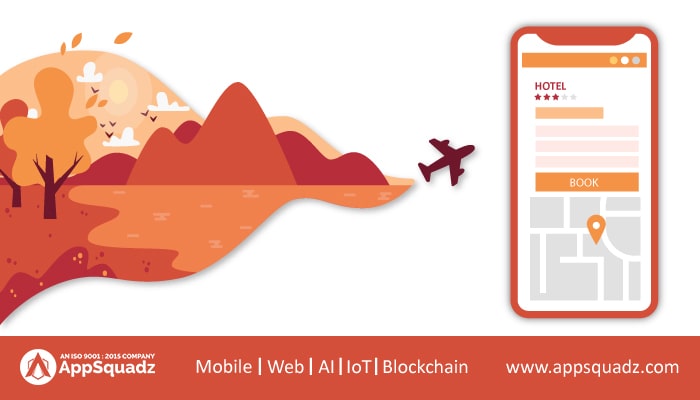 HOTEL
BOOK
AN ISO 9001 : 2015 COMPANY
AppSquadz
Mobile | Web | AI | IoT | Blockchain
www.appsquadz.com